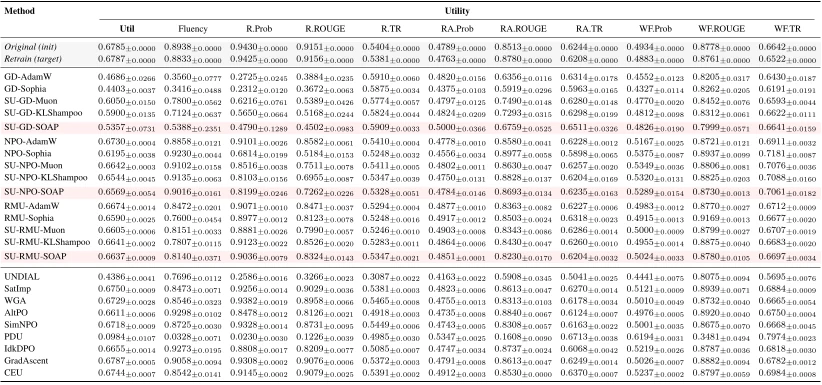 Method Utility
Util Fluency R.Prob R.ROUGE R.TR RA.Prob RA.ROUGE RA.TR WF.Prob WF.ROUGE WF.TR
Original (init) 0.6785±0.0000 0.8938±0.0000 0.9430±0.0000 0.9151±0.0000 0.5404±0.0000 0.4789±0.0000 0.8513±0.0000 0.6244±0.0000 0.4934±0.0000 0.8778±0.0000 0.6642±0.0000
Retrain (target) 0.6787±0.0000 0.8833±0.0000 0.9425±0.0000 0.9156±0.0000 0.5381±0.0000 0.4763±0.0000 0.8780±0.0000 0.6208±0.0000 0.4883±0.0000 0.8761±0.0000 0.6522±0.0000
GD-AdamW 0.4686±0.0266 0.3560±0.0777 0.2725±0.0245 0.3884±0.0235 0.5910±0.0060 0.4820±0.0156 0.6356±0.0116 0.6314±0.0178 0.4552±0.0123 0.8205±0.0317 0.6430±0.0187
GD-Sophia 0.4403±0.0037 0.3416±0.0488 0.2312±0.0120 0.3672±0.0063 0.5875±0.0034 0.4375±0.0103 0.5919±0.0296 0.5963±0.0165 0.4327±0.0114 0.8262±0.0205 0.6191±0.0191
SU-GD-Muon 0.6050±0.0150 0.7800±0.0562 0.6216±0.0761 0.5389±0.0426 0.5774±0.0057 0.4797±0.0125 0.7490±0.0148 0.6280±0.0148 0.4770±0.0020 0.8452±0.0076 0.6593±0.0044
SU-GD-KLShampoo 0.5900±0.0135 0.7124±0.0637 0.5650±0.0664 0.5168±0.0244 0.5824±0.0044 0.4824±0.0209 0.7293±0.0315 0.6298±0.0199 0.4812±0.0098 0.8312±0.0061 0.6622±0.0111
SU-GD-SOAP 0.5357±0.0731 0.5388±0.2351 0.4790±0.1289 0.4502±0.0983 0.5909±0.0033 0.5000±0.0366 0.6759±0.0525 0.6511±0.0326 0.4826±0.0190 0.7999±0.0571 0.6641±0.0159
NPO-AdamW 0.6730±0.0004 0.8858±0.0121 0.9101±0.0026 0.8582±0.0061 0.5410±0.0004 0.4778±0.0010 0.8580±0.0041 0.6228±0.0012 0.5167±0.0025 0.8721±0.0129 0.6911±0.0032
NPO-Sophia 0.6195±0.0038 0.9230±0.0044 0.6814±0.0199 0.5184±0.0153 0.5248±0.0032 0.4556±0.0034 0.8977±0.0058 0.5898±0.0065 0.5375±0.0087 0.8937±0.0099 0.7181±0.0087
SU-NPO-Muon 0.6642±0.0003 0.9102±0.0158 0.8516±0.0038 0.7511±0.0078 0.5411±0.0005 0.4802±0.0011 0.8630±0.0047 0.6257±0.0020 0.5349±0.0036 0.8806±0.0081 0.7076±0.0036
SU-NPO-KLShampoo 0.6544±0.0045 0.9135±0.0063 0.8103±0.0156 0.6955±0.0087 0.5347±0.0039 0.4750±0.0131 0.8828±0.0137 0.6204±0.0199 0.5320±0.0131 0.8825±0.0203 0.7088±0.0160
SU-NPO-SOAP 0.6569±0.0054 0.9016±0.0161 0.8199±0.0246 0.7262±0.0226 0.5328±0.0051 0.4784±0.0146 0.8693±0.0134 0.6235±0.0163 0.5289±0.0154 0.8730±0.0013 0.7061±0.0182
RMU-AdamW 0.6674±0.0014 0.8472±0.0201 0.9071±0.0010 0.8471±0.0037 0.5294±0.0004 0.4877±0.0010 0.8363±0.0082 0.6227±0.0006 0.4983±0.0012 0.8770±0.0027 0.6712±0.0009
RMU-Sophia 0.6590±0.0025 0.7600±0.0454 0.8977±0.0012 0.8123±0.0078 0.5248±0.0016 0.4917±0.0012 0.8503±0.0024 0.6318±0.0023 0.4915±0.0013 0.9169±0.0013 0.6677±0.0020
SU-RMU-Muon 0.6605±0.0006 0.8151±0.0033 0.8881±0.0026 0.7990±0.0057 0.5246±0.0010 0.4903±0.0008 0.8346±0.0043 0.6286±0.0014 0.5000±0.0009 0.8799±0.0027 0.6707±0.0019
SU-RMU-KLShampoo 0.6641±0.0002 0.7807±0.0115 0.9123±0.0022 0.8526±0.0020 0.5283±0.0011 0.4864±0.0006 0.8430±0.0047 0.6260±0.0010 0.4955±0.0014 0.8875±0.0040 0.6683±0.0020
SU-RMU-SOAP 0.6637±0.0009 0.8140±0.0371 0.9036±0.0079 0.8324±0.0143 0.5347±0.0021 0.4851±0.0001 0.8230±0.0170 0.6204±0.0032 0.5024±0.0033 0.8780±0.0105 0.6697±0.0034
UNDIAL 0.4386±0.0041 0.7696±0.0112 0.2586±0.0016 0.3266±0.0023 0.3087±0.0022 0.4163±0.0022 0.5908±0.0345 0.5041±0.0025 0.4441±0.0075 0.8075±0.0094 0.5695±0.0076
SatImp 0.6750±0.0009 0.8473±0.0071 0.9256±0.0014 0.9029±0.0036 0.5381±0.0003 0.4823±0.0006 0.8613±0.0047 0.6270±0.0014 0.5121±0.0009 0.8939±0.0071 0.6884±0.0009
WGA 0.6729±0.0028 0.8546±0.0323 0.9382±0.0019 0.8958±0.0066 0.5465±0.0008 0.4755±0.0013 0.8313±0.0103 0.6178±0.0034 0.5010±0.0049 0.8732±0.0040 0.6665±0.0054
AltPO 0.6611±0.0006 0.9298±0.0102 0.8478±0.0012 0.8126±0.0021 0.4918±0.0003 0.4735±0.0008 0.8840±0.0067 0.6124±0.0007 0.4976±0.0005 0.8920±0.0040 0.6750±0.0004
SimNPO 0.6718±0.0009 0.8725±0.0030 0.9328±0.0014 0.8731±0.0095 0.5449±0.0006 0.4743±0.0005 0.8308±0.0057 0.6163±0.0022 0.5001±0.0035 0.8675±0.0070 0.6668±0.0045
PDU 0.0984±0.0107 0.0328±0.0071 0.0230±0.0030 0.1226±0.0039 0.4985±0.0030 0.5347±0.0025 0.1608±0.0090 0.6713±0.0038 0.6194±0.0031 0.3481±0.0494 0.7974±0.0023
IdkDPO 0.6655±0.0014 0.9273±0.0195 0.8808±0.0017 0.8209±0.0077 0.5085±0.0007 0.4747±0.0034 0.8737±0.0024 0.6068±0.0042 0.5219±0.0026 0.8787±0.0036 0.6818±0.0030
GradAscent 0.6787±0.0005 0.9058±0.0094 0.9308±0.0002 0.9076±0.0006 0.5372±0.0003 0.4791±0.0008 0.8613±0.0047 0.6249±0.0014 0.5026±0.0007 0.8882±0.0094 0.6782±0.0012
CEU 0.6744±0.0007 0.8542±0.0141 0.9145±0.0002 0.9079±0.0025 0.5391±0.0002 0.4912±0.0003 0.8530±0.0000 0.6370±0.0007 0.5237±0.0002 0.8797±0.0059 0.6984±0.0008